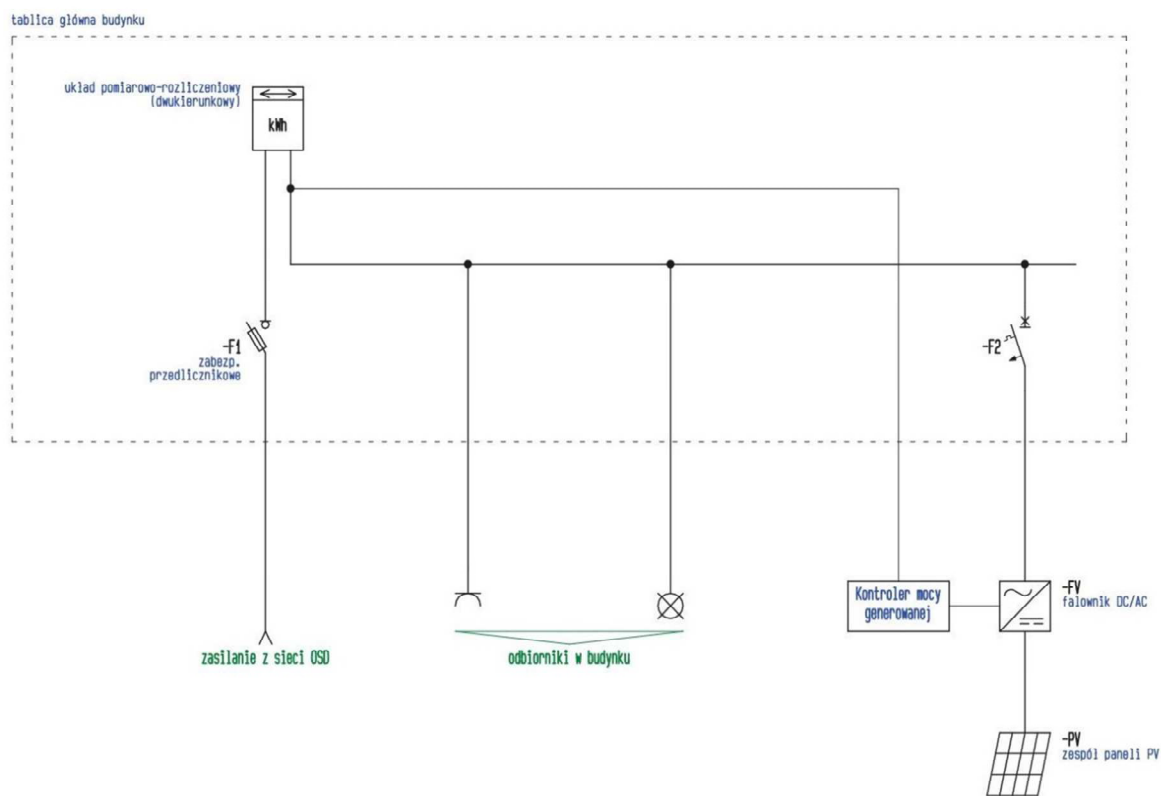 tablica główna budynku
układ pomiarowo-rozliczeniowy
(dwukierunkowy)
kWh
-F1
zabezp.
przedlicznikowe
-F2
zasilanie z sieci OSD
odbiorniki w budynku
Kontroler mocy
generowanej
-FV
falownik DC/AC
-PV
zespół paneli PV